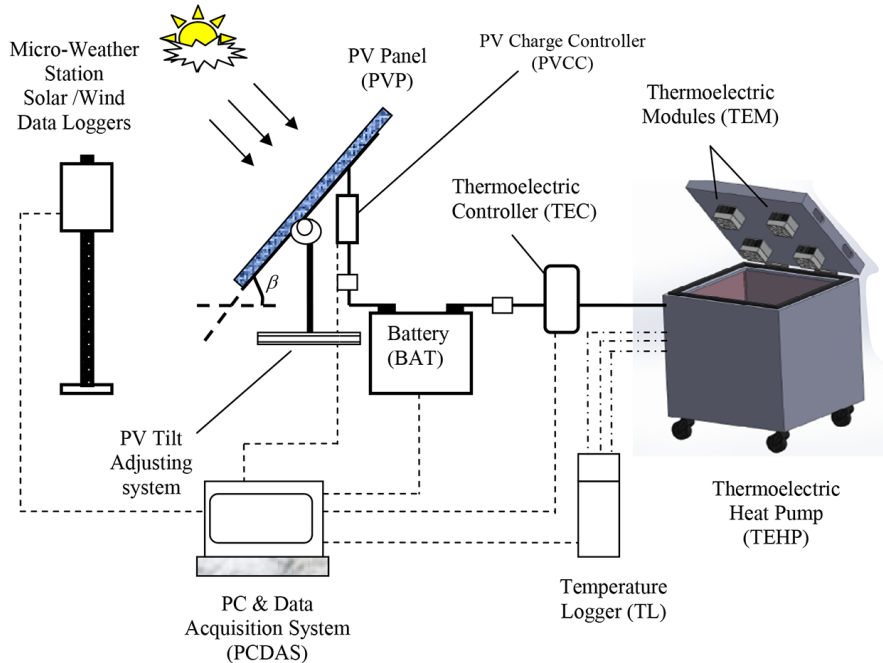 Micro-Weather
Station
Solar /Wind
Data Loggers
PV Panel
(PVP)
PV Charge Controller
(PVCC)
Thermoelectric
Modules (TEM)
Thermoelectric
Controller (TEC)
β
Battery
(BAT)
PV Tilt
Adjusting
system
Thermoelectric
Heat Pump
(TEHP)
Temperature
Logger (TL)
PC & Data
Acquisition System
(PCDAS)